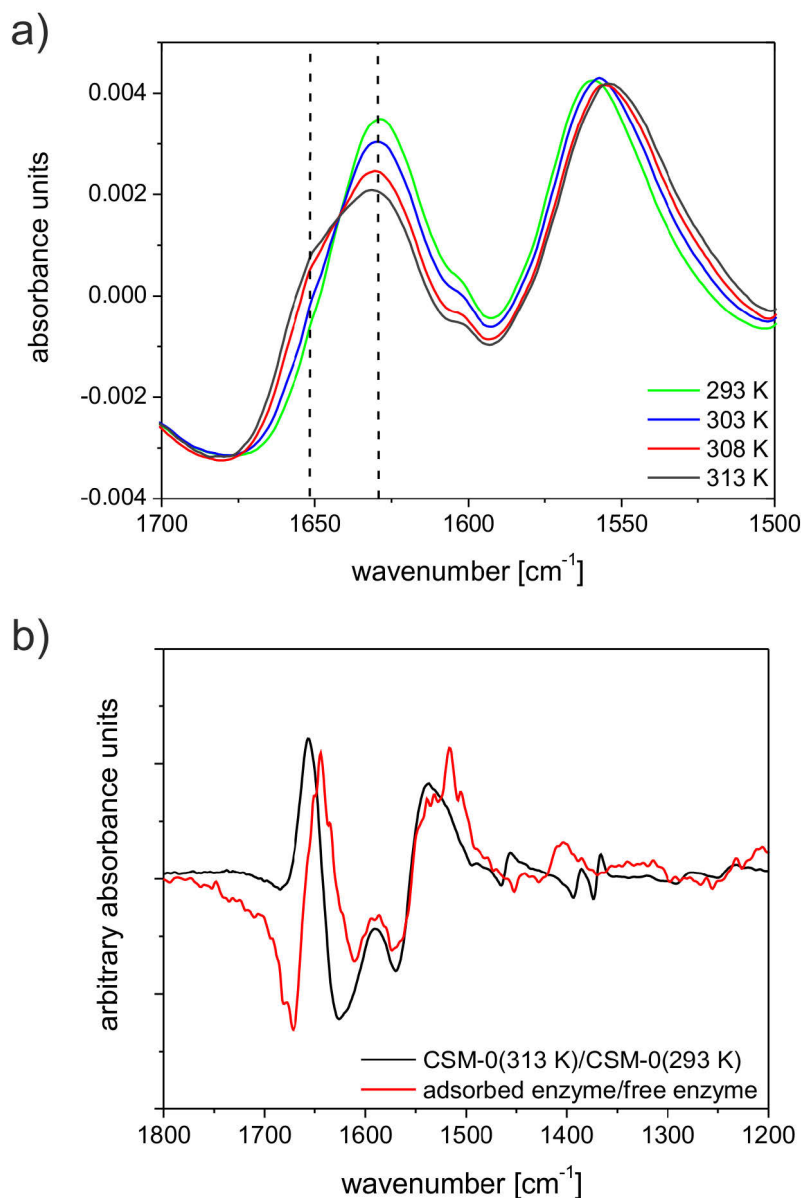 a)
absorbance units
0.004
0.002
0.000
-0.002
-0.004
293 K
303 K
308 K
313 K
1700 1650 1600 1550 1500
wavenumber [cm⁻¹]
b)
arbitrary absorbance units
CSM-0(313 K)/CSM-0(293 K)
adsorbed enzyme/free enzyme
1800 1700 1600 1500 1400 1300 1200
wavenumber [cm⁻¹]